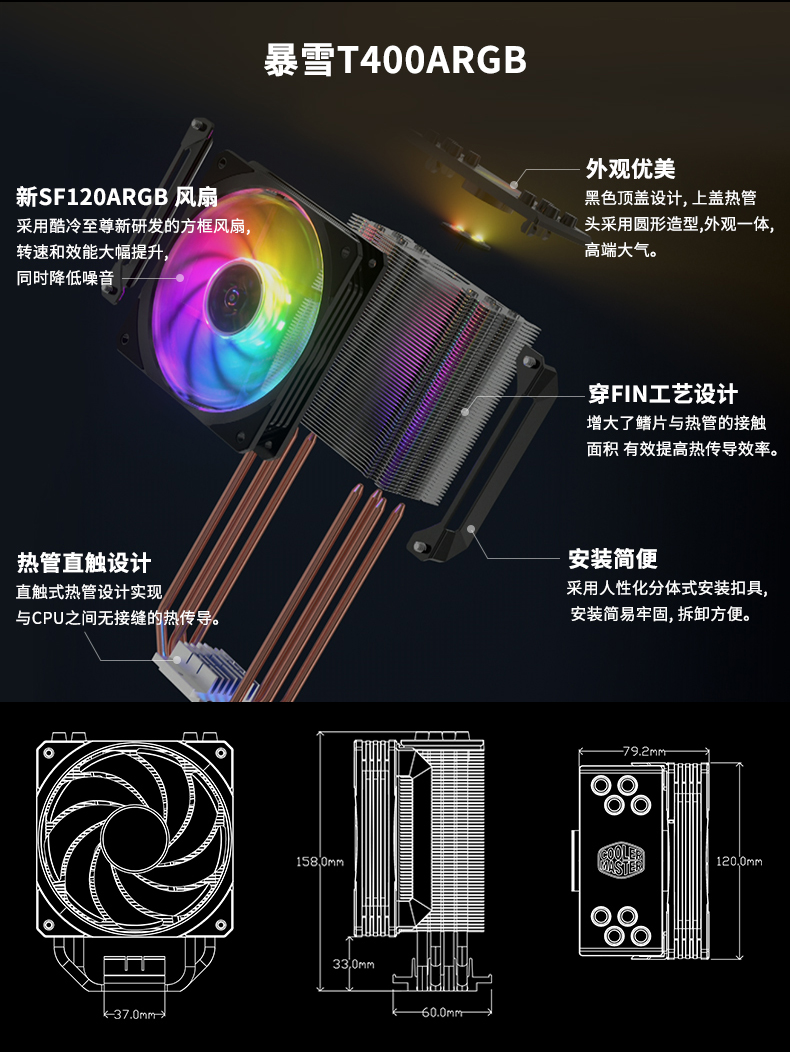 暴雪T400ARGB
外观优美
黑色顶盖设计, 上盖热管
头采用圆形造型,外观一体,
高端大气。
新SF120ARGB 风扇
采用酷冷至尊新研发的方框风扇,
转速和效能大幅提升,
同时降低噪音
穿FIN工艺设计
增大了鳍片与热管的接触
面积 有效提高热传导效率。
热管直触设计
直触式热管设计实现
与CPU之间无接缝的热传导。
安装简便
采用人性化分体式安装扣具,
安装简易牢固, 拆卸方便。
79.2mm
158.0mm
120.0mm
COOLER
MASTER
33.0mm
37.0mm
60.0mm